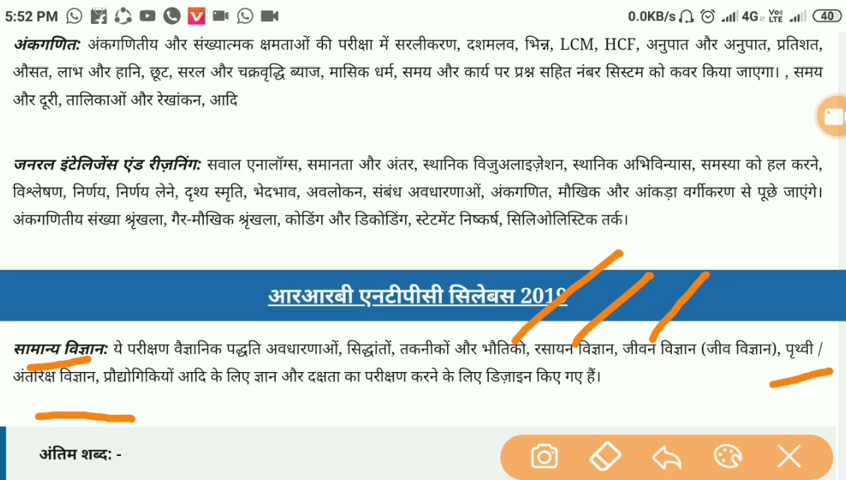 5:52 PM 0.0KB/s 4G Vo LTE 40
अंकगणित: अंकगणितीय और संख्यात्मक क्षमताओं की परीक्षा में सरलीकरण, दशमलव, भिन्न, LCM, HCF, अनुपात और अनुपात, प्रतिशत,
औसत, लाभ और हानि, छूट, सरल और चक्रवृद्धि ब्याज, मासिक धर्म, समय और कार्य पर प्रश्न सहित नंबर सिस्टम को कवर किया जाएगा। , समय
और दूरी, तालिकाओं और रेखांकन, आदि
जनरल इंटेलिजेंस एंड रीज़निंग: सवाल एनालॉग्स, समानता और अंतर, स्थानिक विज़ुअलाइज़ेशन, स्थानिक अभिविन्यास, समस्या को हल करने,
विश्लेषण, निर्णय, निर्णय लेने, दृश्य स्मृति, भेदभाव, अवलोकन, संबंध अवधारणाओं, अंकगणित, मौखिक और आंकड़ा वर्गीकरण से पूछे जाएंगे।
अंकगणितीय संख्या श्रृंखला, गैर-मौखिक श्रृंखला, कोडिंग और डिकोडिंग, स्टेटमेंट निष्कर्ष, सिलिओलिस्टिक तर्क।
आरआरबी एनटीपीसी सिलेबस 2019
सामान्य विज्ञान: ये परीक्षण वैज्ञानिक पद्धति अवधारणाओं, सिद्धांतों, तकनीकों और भौतिकी, रसायन विज्ञान, जीवन विज्ञान (जीव विज्ञान), पृथ्वी /
अंतरिक्ष विज्ञान, प्रौद्योगिकियों आदि के लिए ज्ञान और दक्षता का परीक्षण करने के लिए डिज़ाइन किए गए हैं।
अंतिम शब्द: -